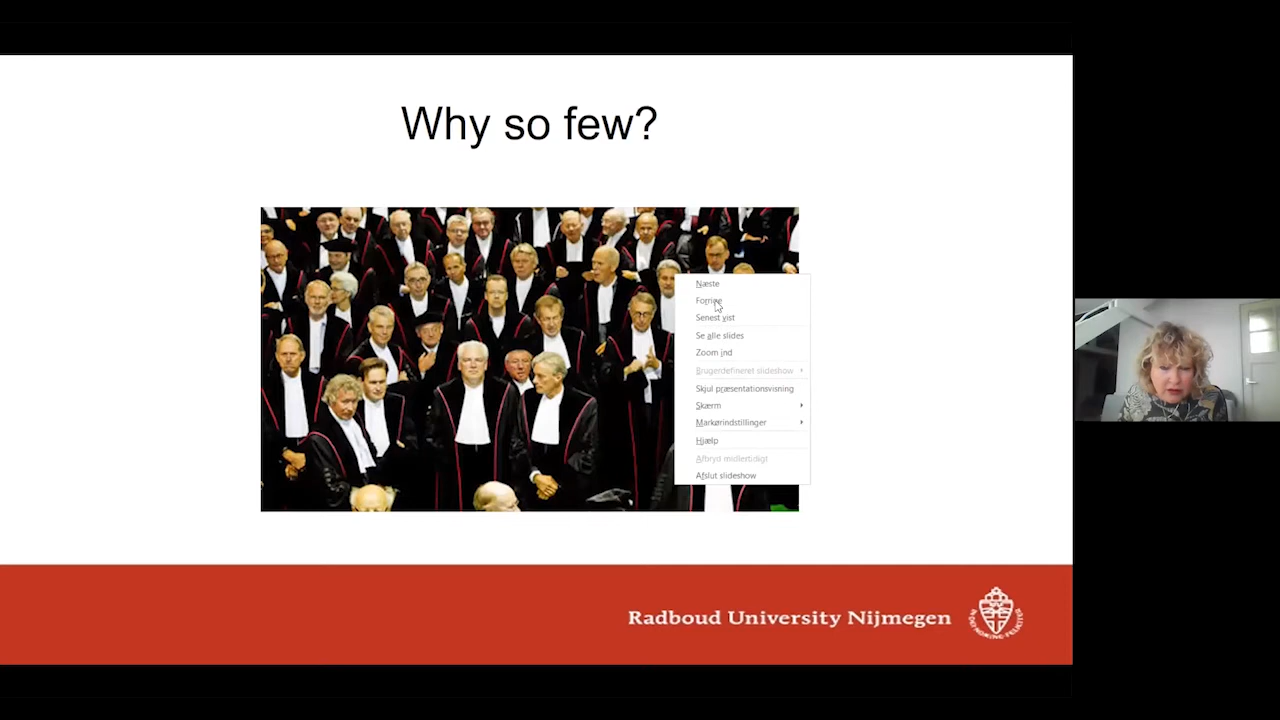 Why so few?
Næste
Forrige
Senest vist
Se alle slides
Zoom ind
Brugerdefineret slideshow
Skjul præsentationsvisning
Skærm
Markørindstillinger
Hjælp
Afbryd midlertidigt
Afslut slideshow
Radboud University Nijmegen